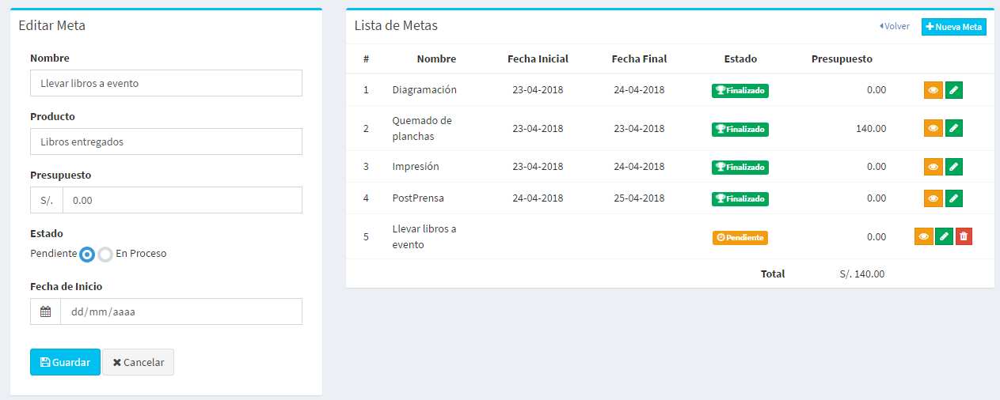 Editar Meta
Nombre
Llevar libros a evento
Producto
Libros entregados
Presupuesto
S/. 0.00
Estado
Pendiente En Proceso
Fecha de Inicio
dd/mm/aaaa
Guardar Cancelar
Lista de Metas Volver Nueva Meta
# Nombre Fecha Inicial Fecha Final Estado Presupuesto
1 Diagramación 23-04-2018 24-04-2018 Finalizado 0.00
2 Quemado de planchas 23-04-2018 23-04-2018 Finalizado 140.00
3 Impresión 23-04-2018 24-04-2018 Finalizado 0.00
4 PostPrensa 24-04-2018 25-04-2018 Finalizado 0.00
5 Llevar libros a evento Pendiente 0.00
Total S/. 140.00